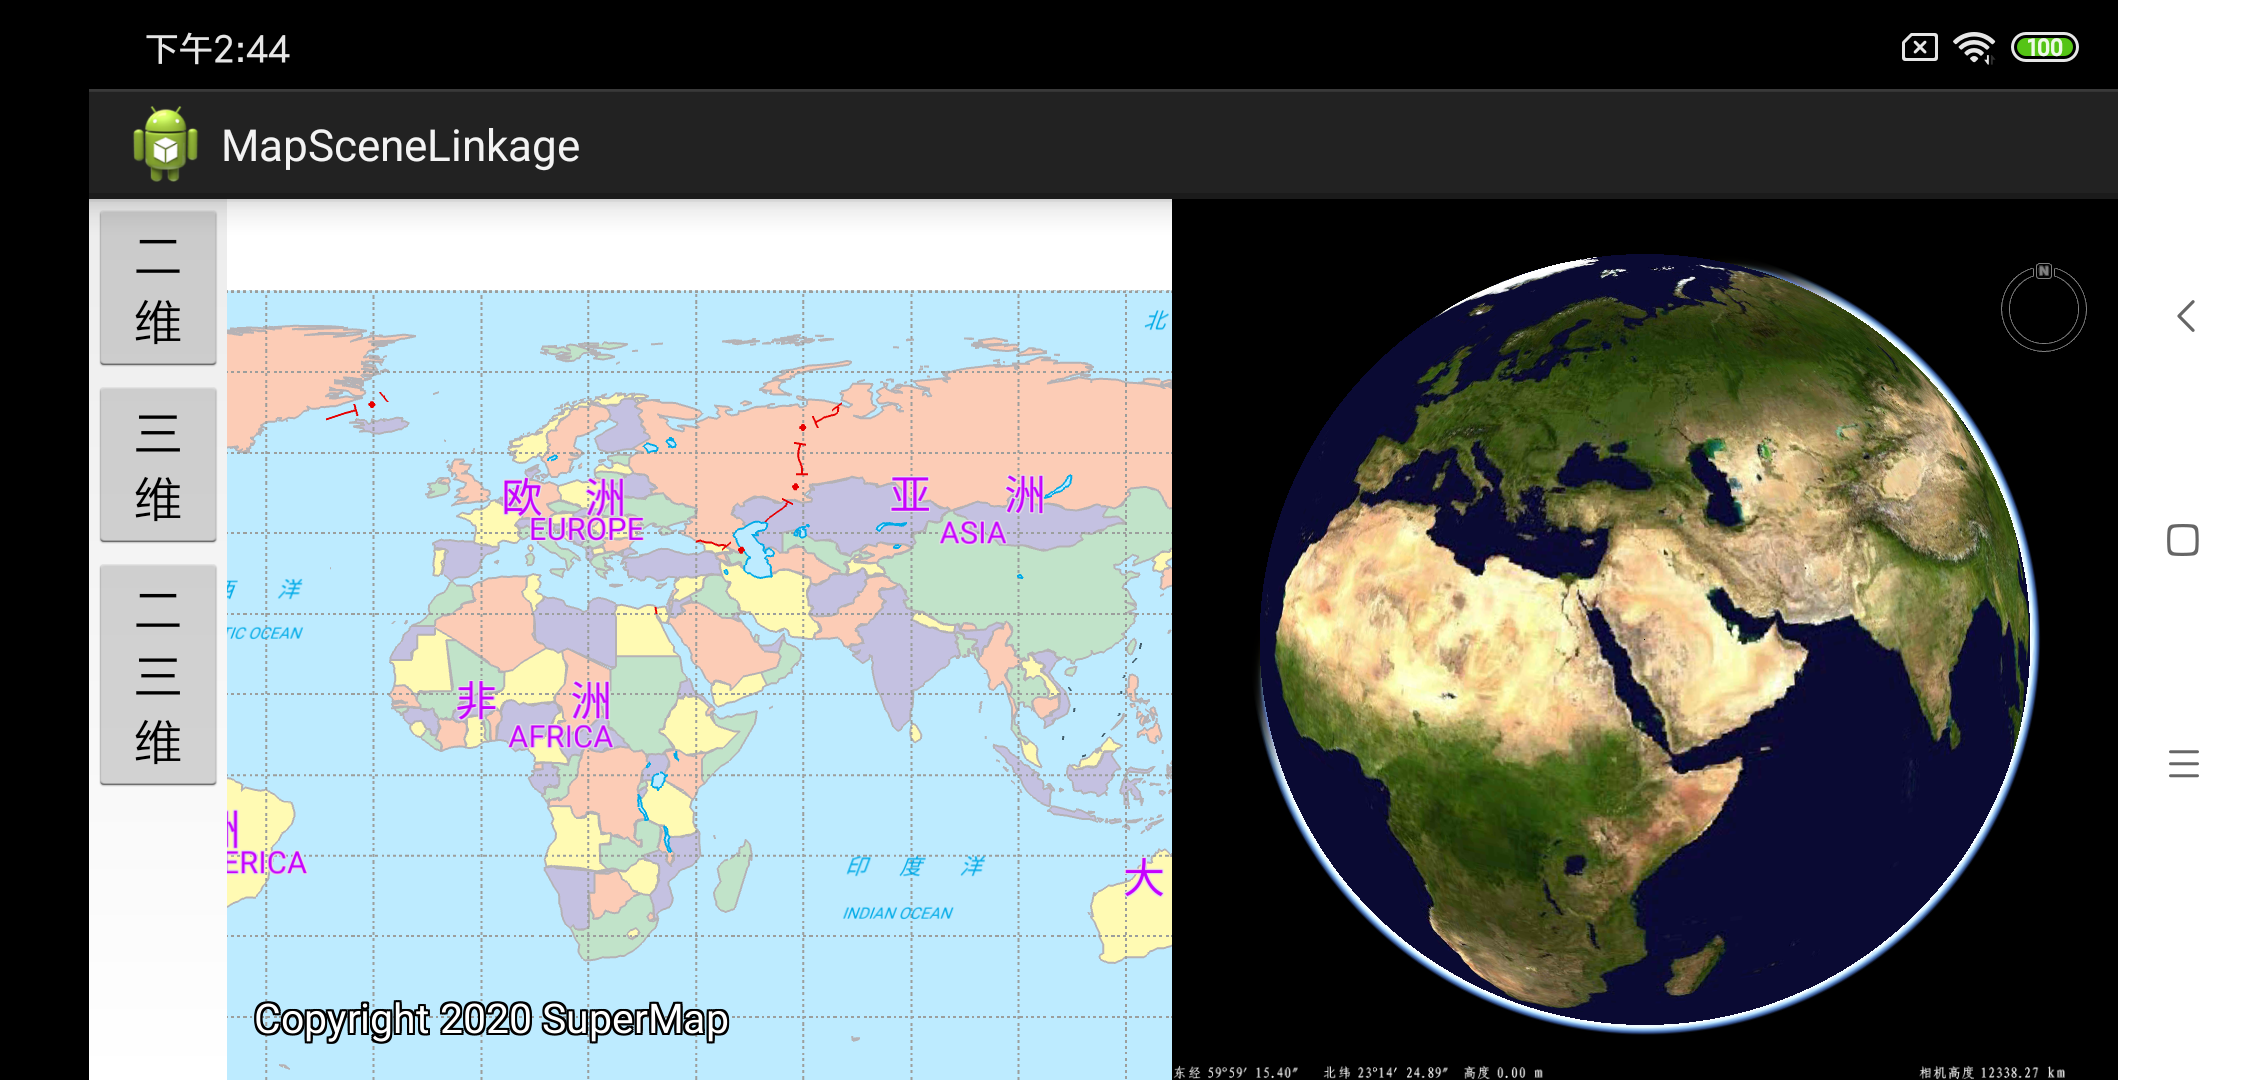 下午2:44
100
MapSceneLinkage
二
维
三
维
二
三
维
北
欧 洲
EUROPE
亚 洲
ASIA
西 洋
TIC OCEAN
非 洲
AFRICA
洲
ERICA
印 度 洋
INDIAN OCEAN
大
Copyright 2020 SuperMap
N
东经 59°59′ 15.40″ 北纬 23°14′ 24.89″ 高度 0.00 m
相机高度 12338.27 km